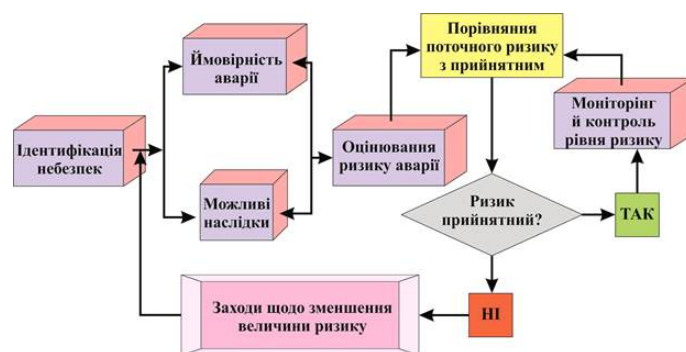 Ідентифікація
небезпек
Ймовірність
аварії
Можливі
наслідки
Оцінювання
ризику аварії
Порівняння
поточного ризику
з прийнятним
Моніторінг
й контроль
рівня ризику
Ризик
прийнятний?
ТАК
НІ
Заходи щодо зменшення
величини ризику